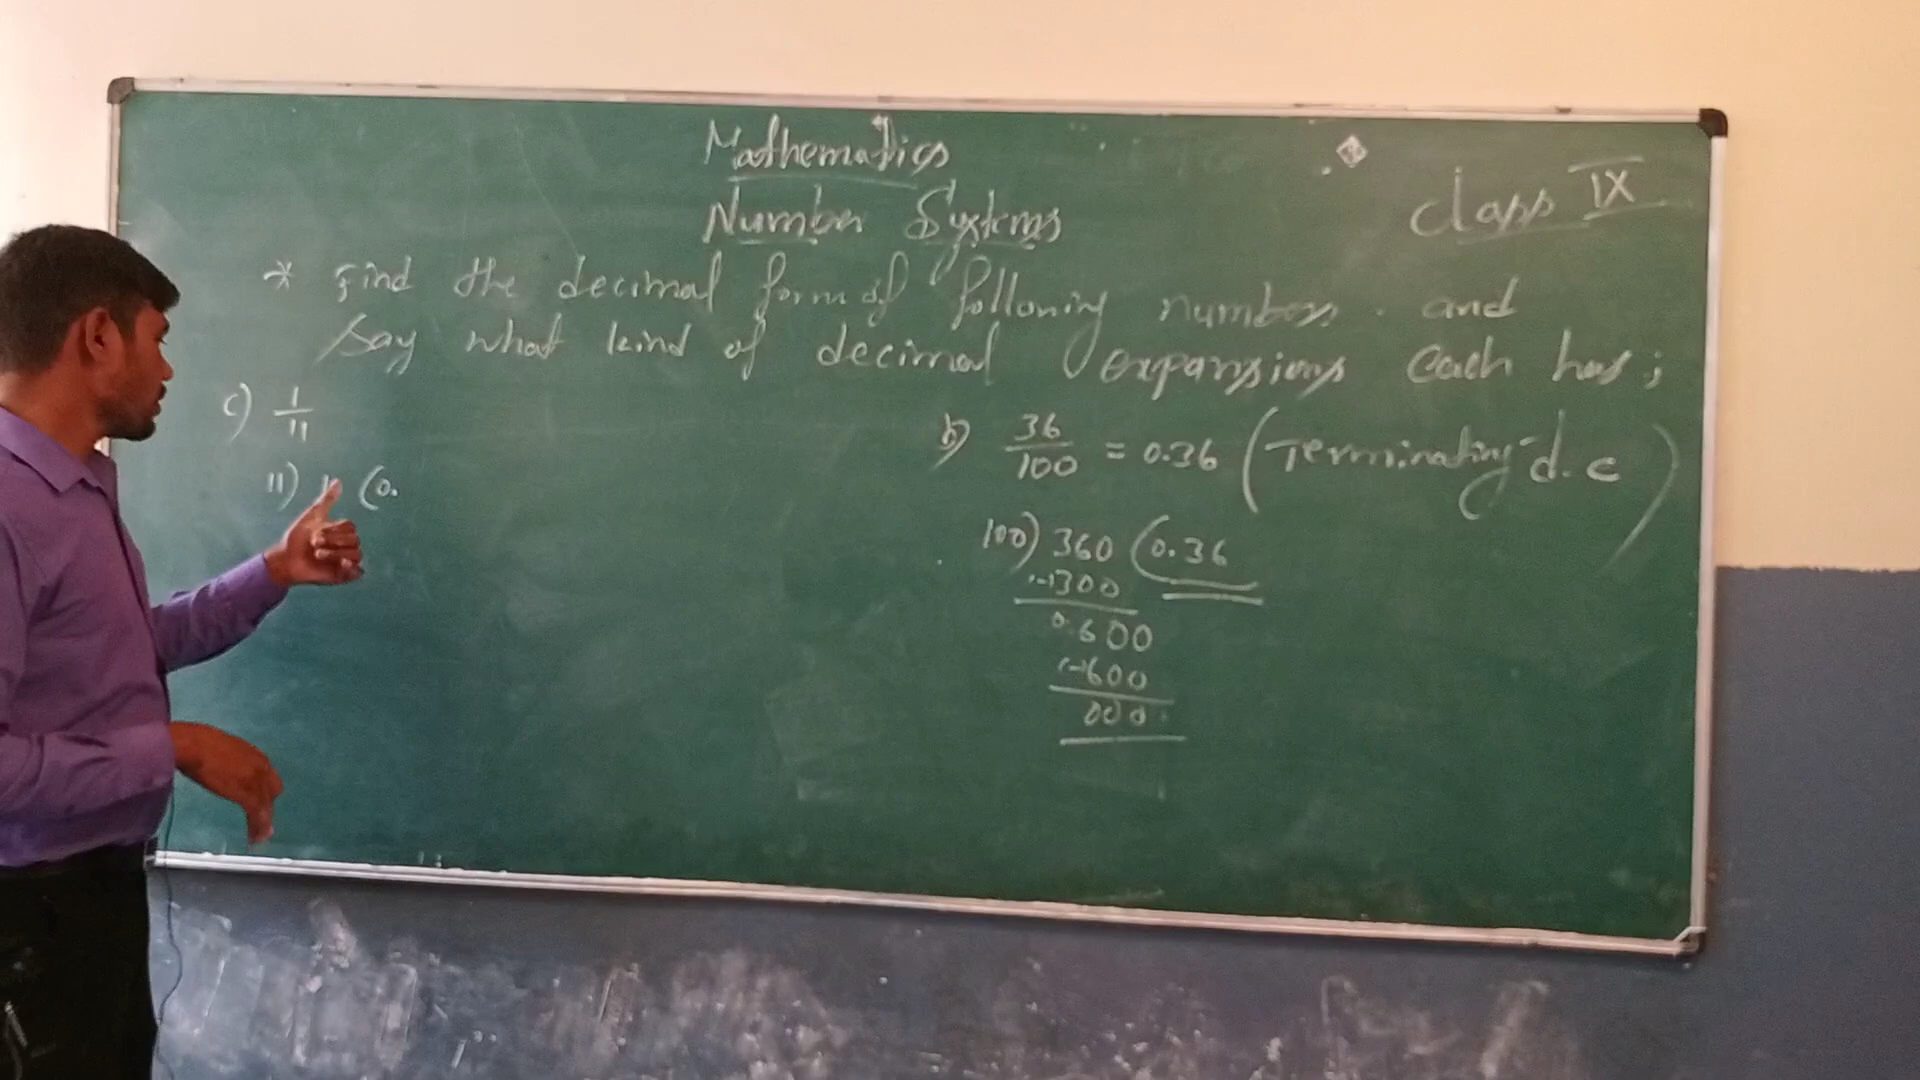 Mathematics
Number Systems
class IX
* Find the decimal form of following numbers. and
say what kind of decimal expansions each has;
c) 1/11
11) (0.
b) 36/100 = 0.36 (Terminating d.e)
100) 360 (0.36
(-)300
0600
(-)600
000